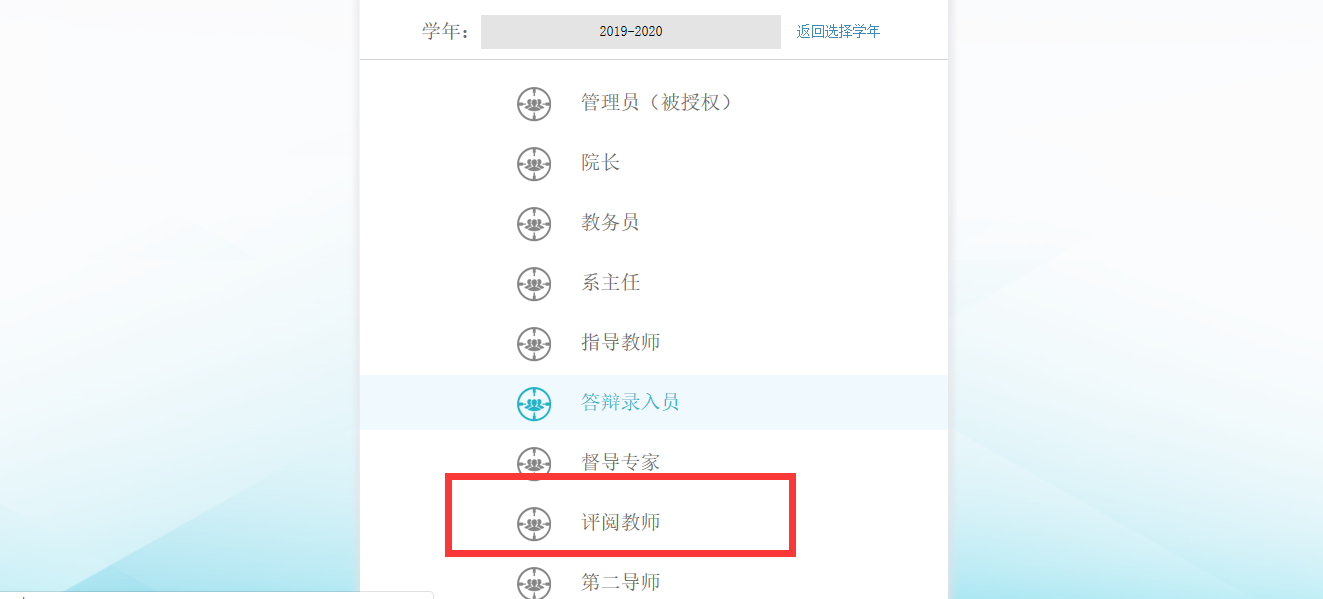 学年： 2019-2020 返回选择学年
管理员（被授权）
院长
教务员
系主任
指导教师
答辩录入员
督导专家
评阅教师
第二导师